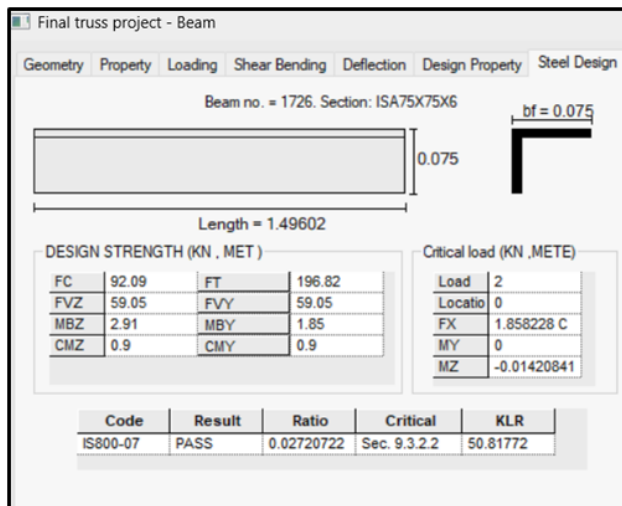 Final truss project - Beam
Geometry Property Loading Shear Bending Deflection Design Property Steel Design
Beam no. = 1726. Section: ISA75X75X6
bf = 0.075
0.075
Length = 1.49602
DESIGN STRENGTH (KN , MET )
FC 92.09 FT 196.82
FVZ 59.05 FVY 59.05
MBZ 2.91 MBY 1.85
CMZ 0.9 CMY 0.9
Critical load (KN ,METE)
Load 2
Locatio 0
FX 1.858228 C
MY 0
MZ -0.01420841
Code Result Ratio Critical KLR
IS800-07 PASS 0.02720722 Sec. 9.3.2.2 50.81772